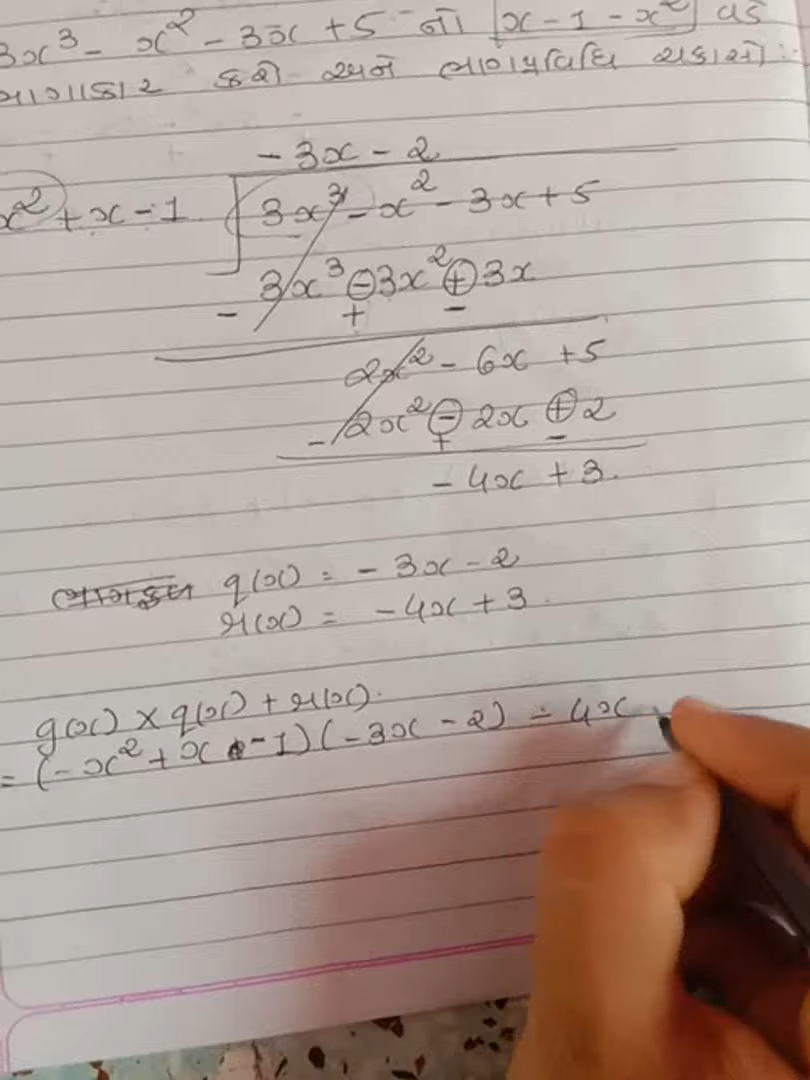 3x³ - x² - 3x + 5 નો x - 1 - x² વડે
ભાગાકાર કરો અને ભાગપ્રવિધિ ચકાસો :-
- 3x - 2
x² + x - 1 3x³ - x² - 3x + 5
3x³ - 3x² + 3x
- + -
2x² - 6x + 5
2x² - 2x + 2
- + -
- 4x + 3.
q(x) = - 3x - 2
r(x) = - 4x + 3.
g(x) × q(x) + r(x).
= (- x² + x - 1) (- 3x - 2) - 4x